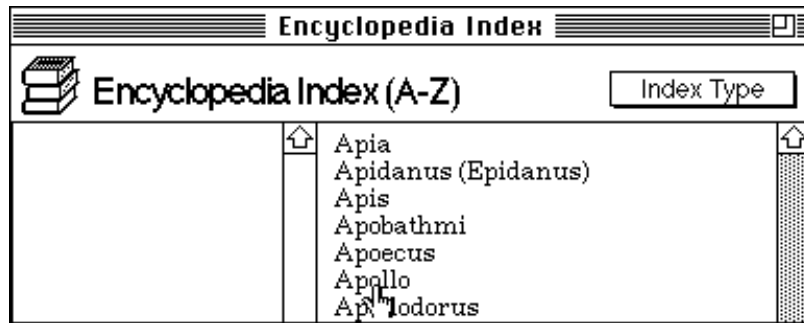 Encyclopedia Index
Encyclopedia Index (A-Z)
Index Type
Apia
Apidanus (Epidanus)
Apis
Apobathmi
Apoecus
Apollo